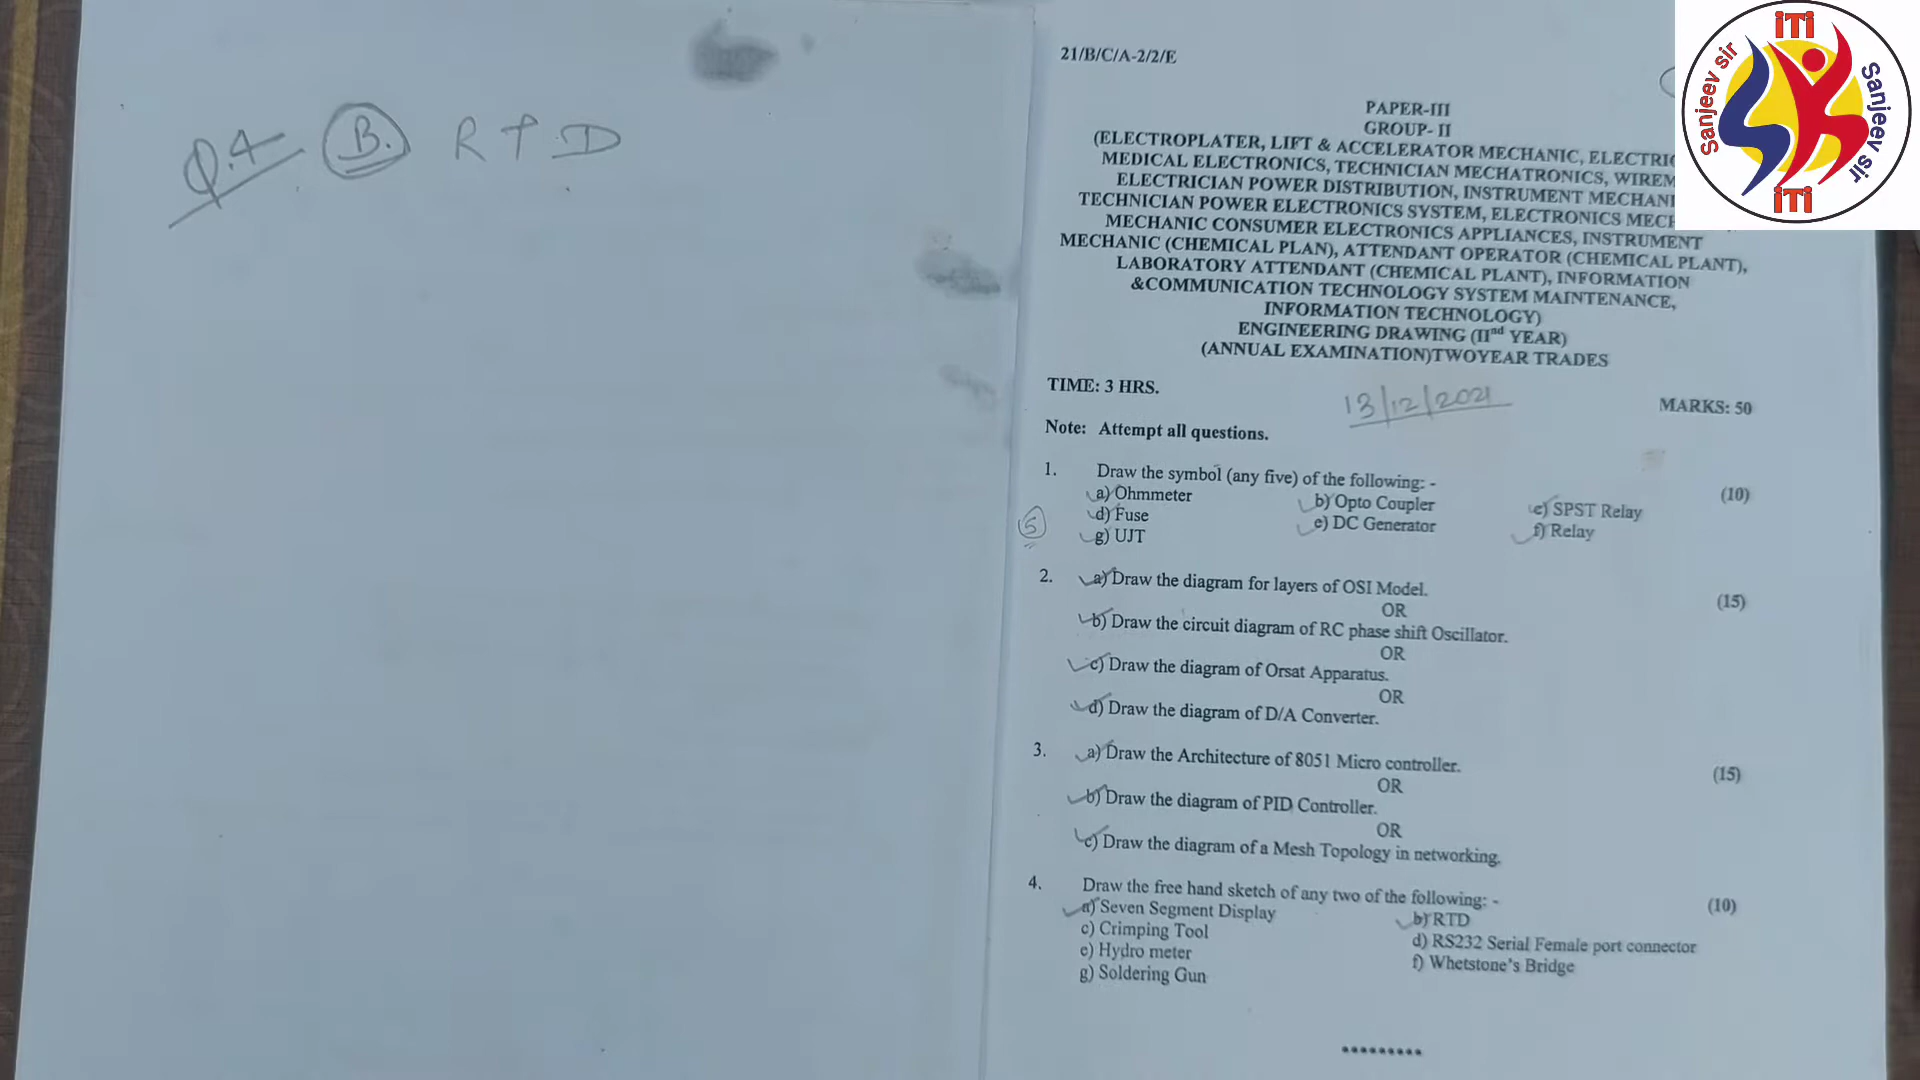 Q.4 B. RTD
21/B/C/A-2/2/E
PAPER-III
GROUP- II
(ELECTROPLATER, LIFT & ACCELERATOR MECHANIC,
MEDICAL ELECTRONICS, TECHNICIAN MECHATRONICS,
ELECTRICIAN POWER DISTRIBUTION, INSTRUMENT
TECHNICIAN POWER ELECTRONICS SYSTEM, ELECTRONICS
MECHANIC CONSUMER ELECTRONICS APPLIANCES, INSTRUMENT
MECHANIC (CHEMICAL PLAN), ATTENDANT OPERATOR (CHEMICAL PLANT),
LABORATORY ATTENDANT (CHEMICAL PLANT), INFORMATION
&COMMUNICATION TECHNOLOGY SYSTEM MAINTENANCE,
INFORMATION TECHNOLOGY)
ENGINEERING DRAWING (IInd YEAR)
(ANNUAL EXAMINATION)TWOYEAR TRADES
TIME: 3 HRS. 13/12/2021 MARKS: 50
Note: Attempt all questions.
1. Draw the symbol (any five) of the following: - (10)
a) Ohmmeter b) Opto Coupler c) SPST Relay
5 d) Fuse e) DC Generator f) Relay
g) UJT
2. a) Draw the diagram for layers of OSI Model. (15)
OR
b) Draw the circuit diagram of RC phase shift Oscillator.
OR
c) Draw the diagram of Orsat Apparatus.
OR
d) Draw the diagram of D/A Converter.
3. a) Draw the Architecture of 8051 Micro controller. (15)
OR
b) Draw the diagram of PID Controller.
OR
c) Draw the diagram of a Mesh Topology in networking.
4. Draw the free hand sketch of any two of the following: - (10)
a) Seven Segment Display b) RTD
c) Crimping Tool d) RS232 Serial Female port connector
e) Hydro meter f) Whetstone's Bridge
g) Soldering Gun
iTi
Sanjeev sir
Sanjeev sir
iTi